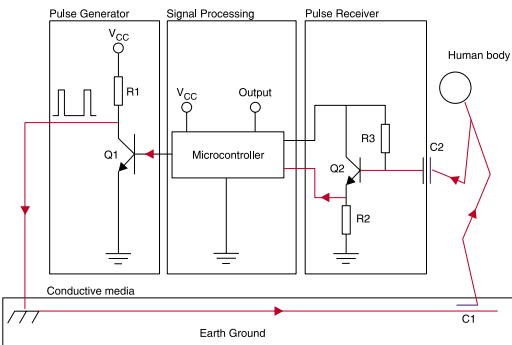 Pulse Generator
Signal Processing
Pulse Receiver
VCC
R1
Q1
VCC
Output
Microcontroller
R3
Q2
R2
C2
Human body
Conductive media
C1
Earth Ground